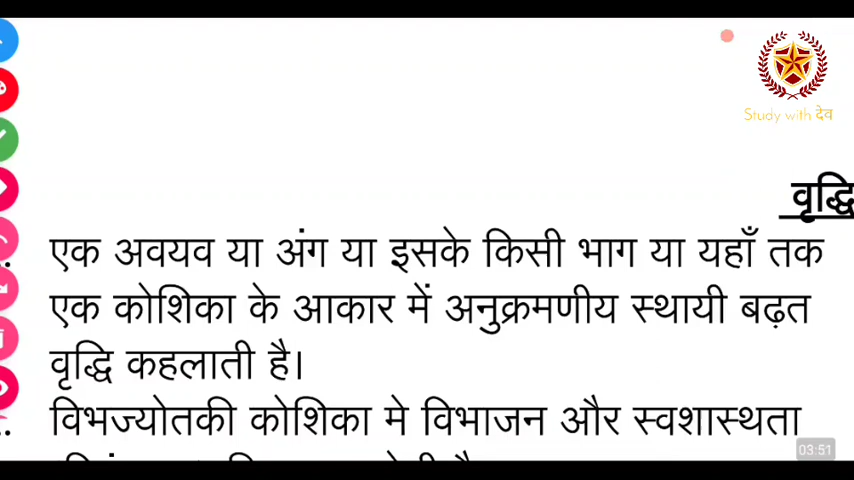 Study with देव
वृद्धि
एक अवयव या अंग या इसके किसी भाग या यहाँ तक
एक कोशिका के आकार में अनुक्रमणीय स्थायी बढ़त
वृद्धि कहलाती है।
विभज्योतकी कोशिका मे विभाजन और स्वशास्थता
03:51